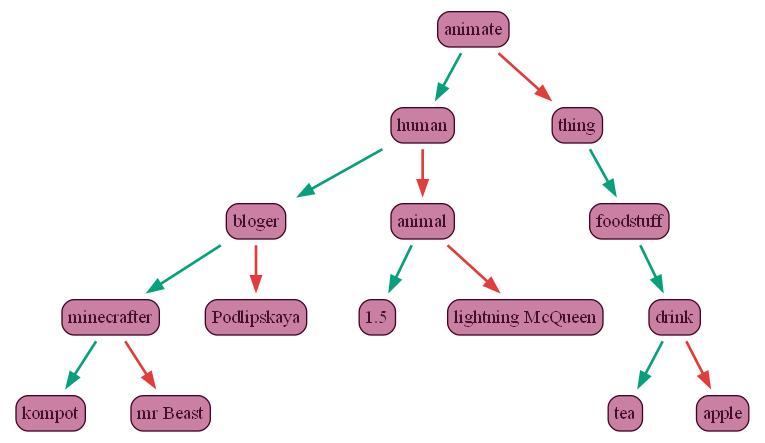 animate
human
thing
bloger
animal
foodstuff
minecrafter
Podlipskaya
1.5
lightning McQueen
drink
kompot
mr Beast
tea
apple